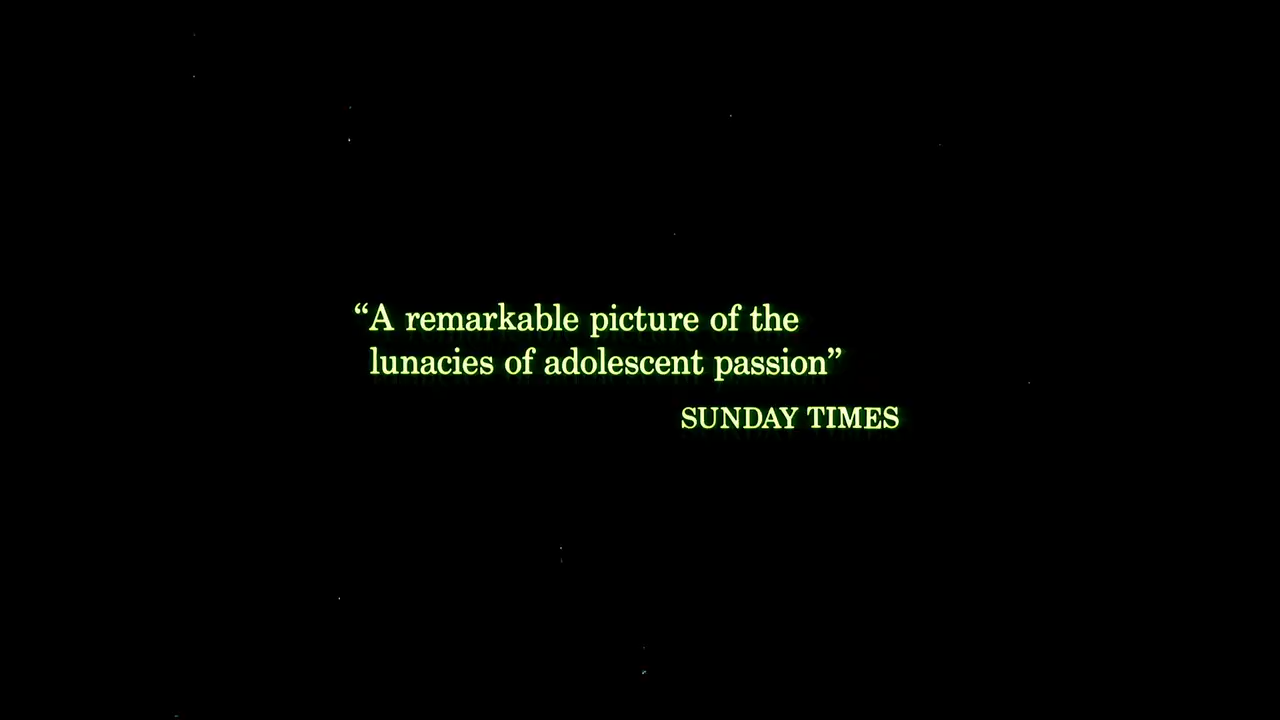 “A remarkable picture of the
lunacies of adolescent passion”
SUNDAY TIMES